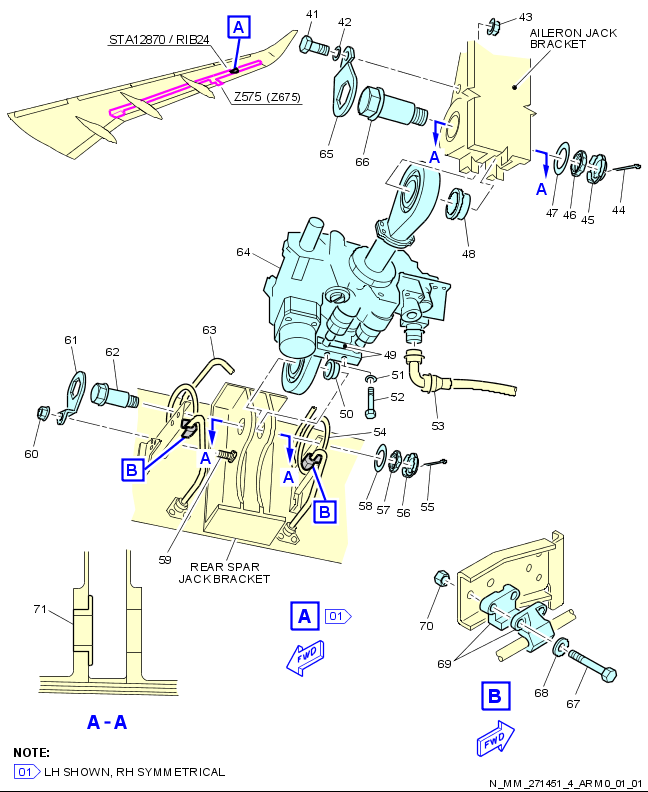 41
42
43
A
STA12870 / RIB24
AILERON JACK
BRACKET
Z575 (Z675)
65
66
A
A
47
46
45
44
48
64
63
61
62
49
51
50
52
53
60
54
A
A
B
B
58
57
56
55
59
REAR SPAR
JACK BRACKET
71
A
01
FWD
70
69
68
67
B
FWD
A-A
NOTE:
01 LH SHOWN, RH SYMMETRICAL
N_MM_271451_4_ARM0_01_01